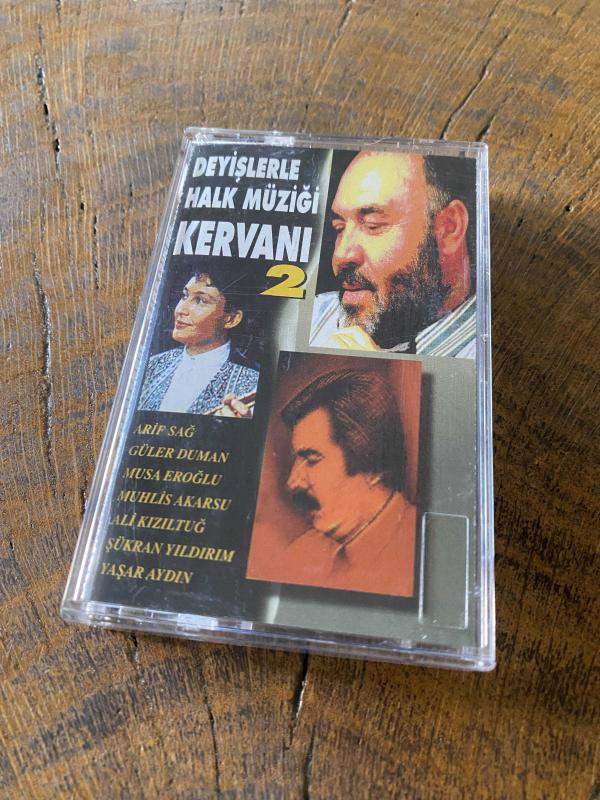 DEYİŞLERLE
HALK MÜZİĞİ
KERVANI
2
ARİF SAĞ
GÜLER DUMAN
MUSA EROĞLU
MUHLİS AKARSU
ALİ KIZILTUĞ
ŞÜKRAN YILDIRIM
YAŞAR AYDIN